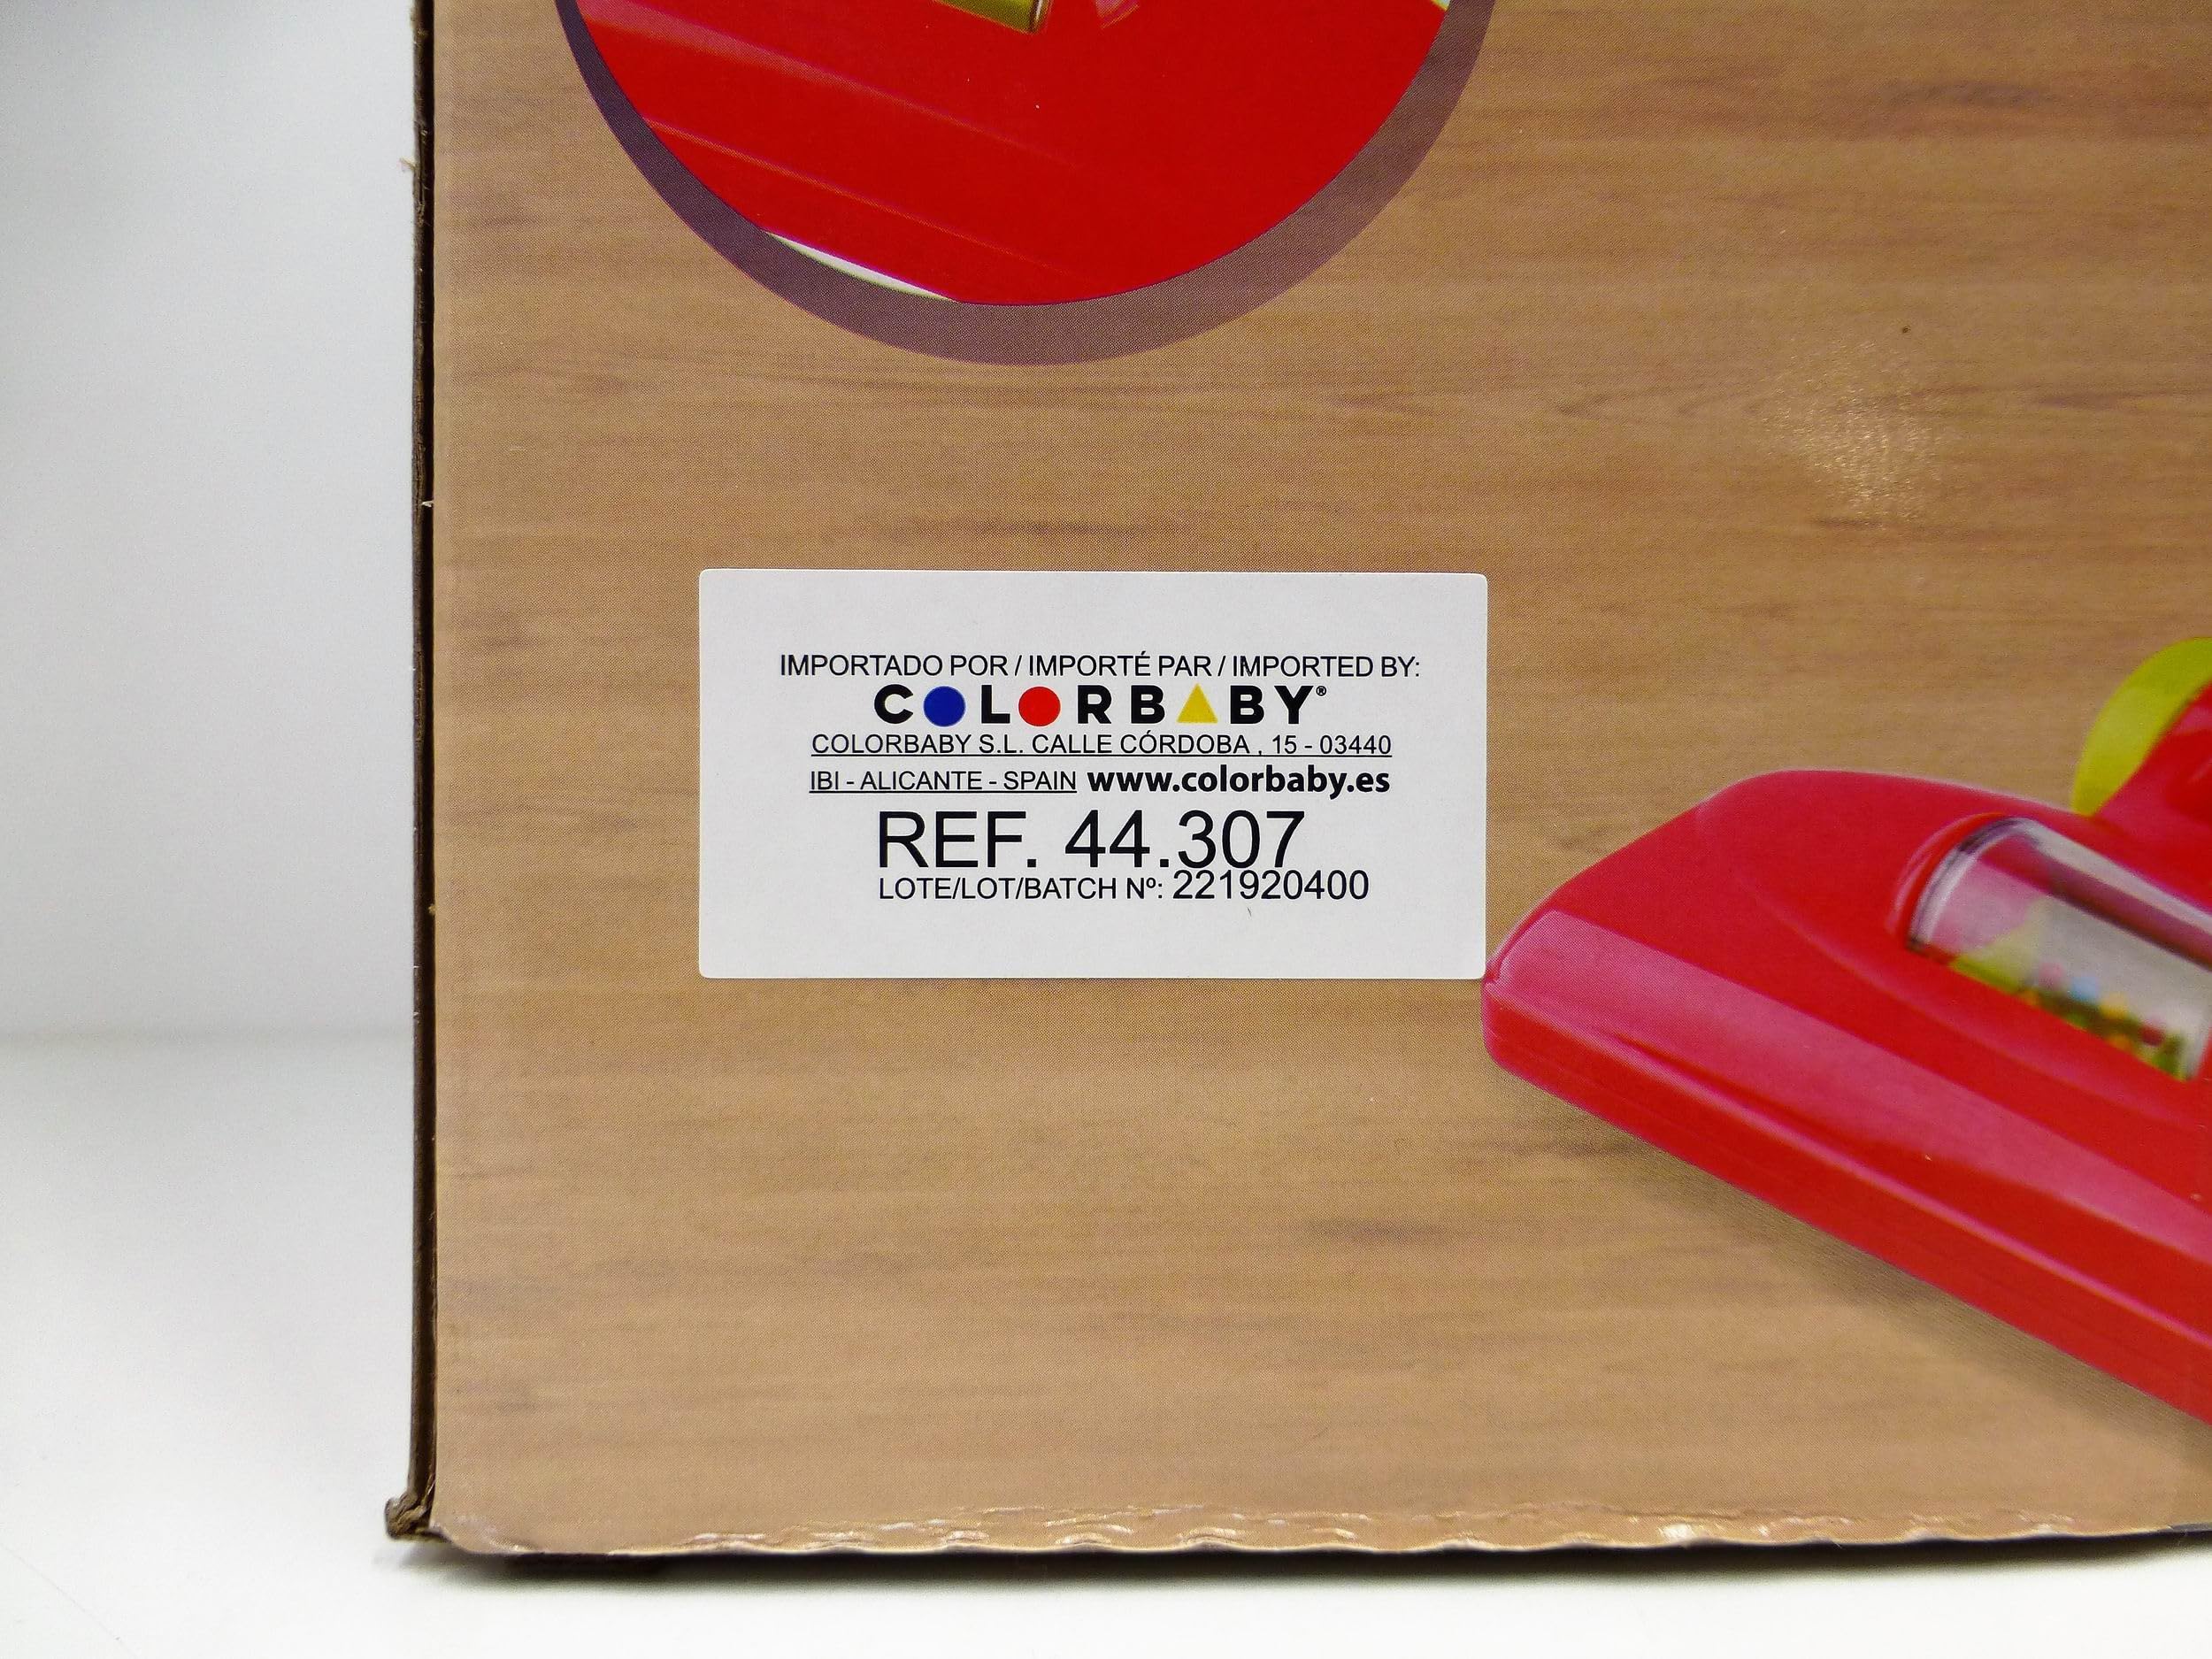 IMPORTADO POR / IMPORTÉ PAR / IMPORTED BY:
COLORBABY®
COLORBABY S.L. CALLE CÓRDOBA , 15 - 03440
IBI - ALICANTE - SPAIN www.colorbaby.es
REF. 44.307
LOTE/LOT/BATCH Nº: 221920400